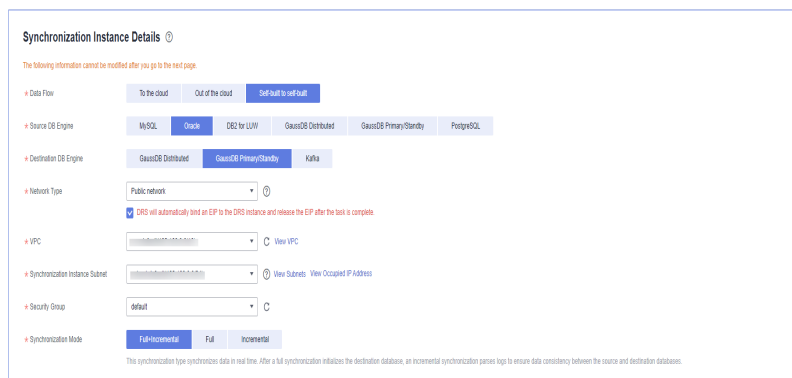 Synchronization Instance Details
The following information cannot be modified after you go to the next page.
* Data Flow To the cloud Out of the cloud Self-built to self-built
* Source DB Engine MySQL Oracle DB2 for LUW GaussDB Distributed GaussDB Primary/Standby PostgreSQL
* Destination DB Engine GaussDB Distributed GaussDB Primary/Standby Kafka
* Network Type Public network
DRS will automatically bind an EIP to the DRS instance and release the EIP after the task is complete.
* VPC View VPC
* Synchronization Instance Subnet View Subnets View Occupied IP Address
* Security Group default
* Synchronization Mode Full+Incremental Full Incremental
This synchronization type synchronizes data in real time. After a full synchronization initializes the destination database, an incremental synchronization parses logs to ensure data consistency between the source and destination databases.